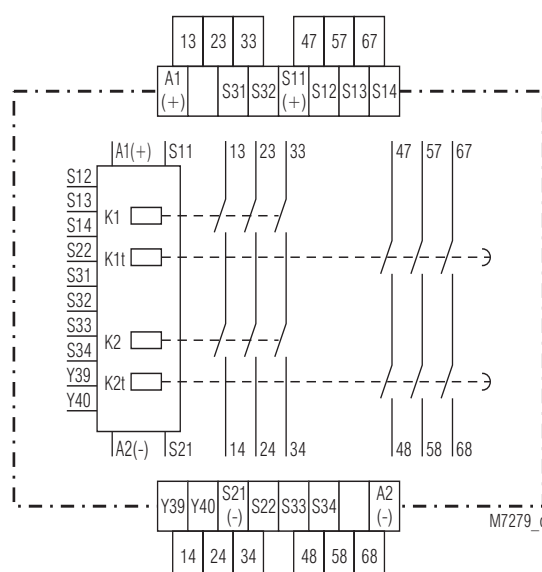 13 23 33 47 57 67
A1 (+) S31 S32 S11 (+) S12 S13 S14
A1(+) S11 13 23 33 47 57 67
S12
S13
K1
S14
S22
K1t
S31
S32
S33
K2
S34
Y39
K2t
Y40
A2(-) S21 14 24 34 48 58 68
Y39 Y40 S21 (-) S22 S33 S34 A2 (-)
14 24 34 48 58 68